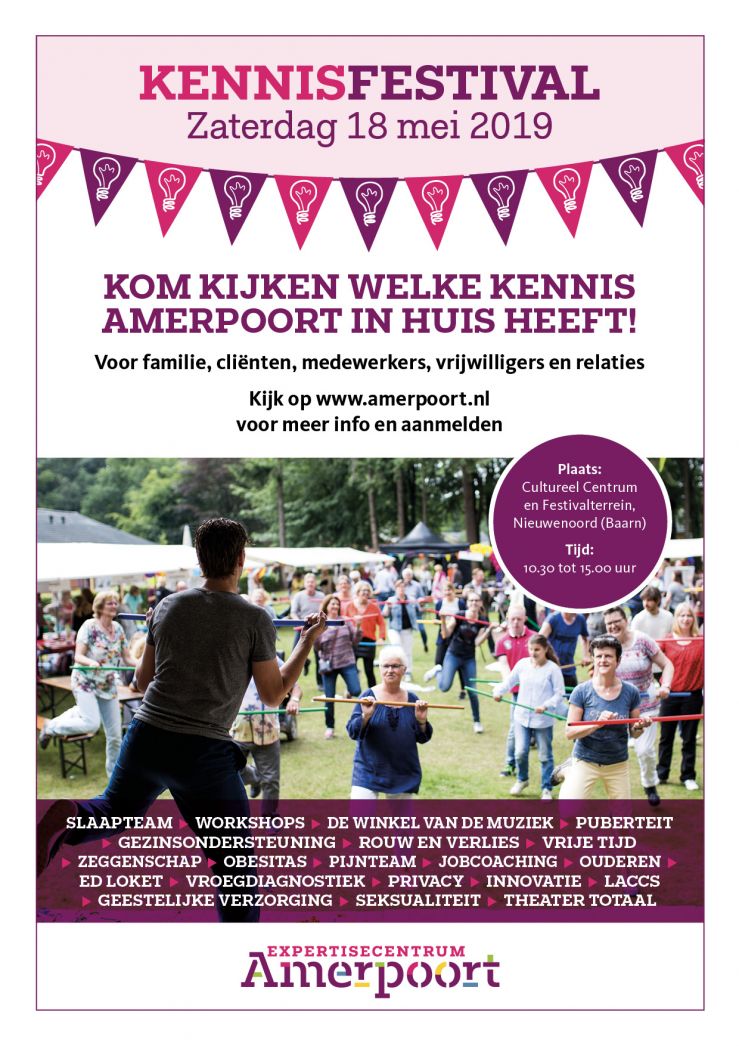 KENNISFESTIVAL
Zaterdag 18 mei 2019
KOM KIJKEN WELKE KENNIS
AMERPOORT IN HUIS HEEFT!
Voor familie, cliënten, medewerkers, vrijwilligers en relaties
Kijk op www.amerpoort.nl
voor meer info en aanmelden
Plaats:
Cultureel Centrum
en Festivalterrein,
Nieuwenoord (Baarn)
Tijd:
10.30 tot 15.00 uur
SLAAPTEAM ▸ WORKSHOPS ▸ DE WINKEL VAN DE MUZIEK ▸ PUBERTEIT
▸ GEZINSONDERSTEUNING ▸ ROUW EN VERLIES ▸ VRIJE TIJD
▸ ZEGGENSCHAP ▸ OBESITAS ▸ PIJNTEAM ▸ JOBCOACHING ▸ OUDEREN ▸
ED LOKET ▸ VROEGDIAGNOSTIEK ▸ PRIVACY ▸ INNOVATIE ▸ LACCS
▸ GEESTELIJKE VERZORGING ▸ SEKSUALITEIT ▸ THEATER TOTAAL
EXPERTISECENTRUM
Amerpoort